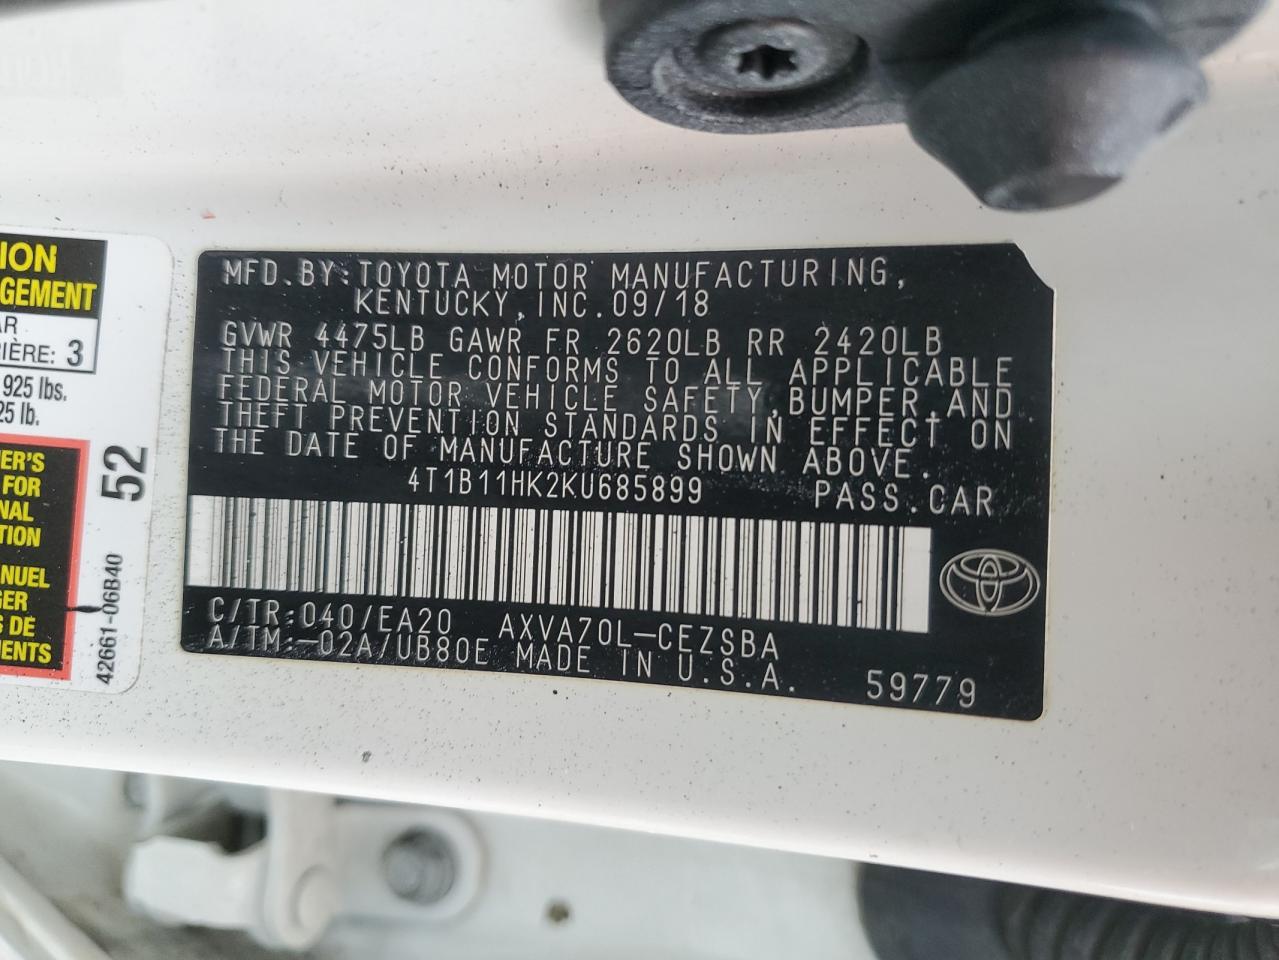 ION
GEMENT
AR
RIÈRE: 3
925 lbs.
25 lb.
ER'S
FOR
NAL
TION
NUEL
GER
S DE
MENTS
52
42661-06B40
MFD.BY:TOYOTA MOTOR MANUFACTURING,
KENTUCKY,INC.09/18
GVWR 4475LB GAWR FR 2620LB RR 2420LB
THIS VEHICLE CONFORMS TO ALL APPLICABLE
FEDERAL MOTOR VEHICLE SAFETY,BUMPER,AND
THEFT PREVENTION STANDARDS IN EFFECT ON
THE DATE OF MANUFACTURE SHOWN ABOVE.
4T1B11HK2KU685899 PASS.CAR
C/TR:040/EA20 AXVA70L-CEZSBA
A/TM:-02A/UB80E MADE IN U.S.A. 59779